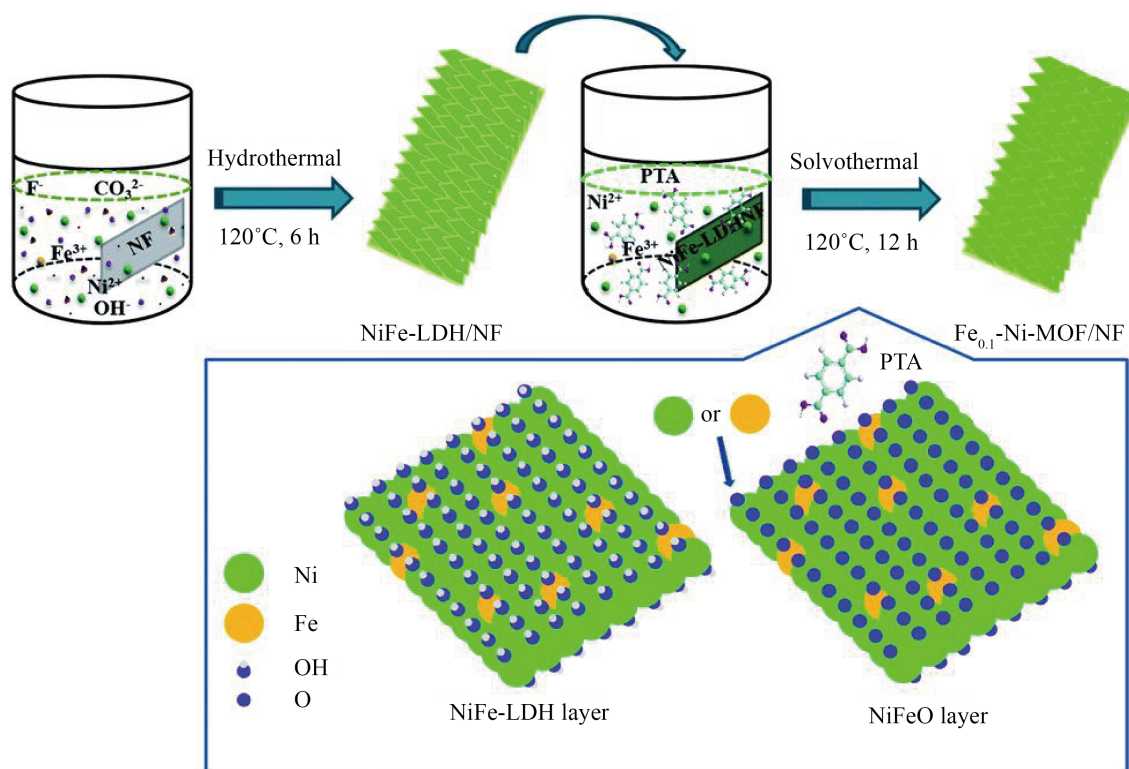 F⁻
CO₃²⁻
Fe³⁺
NF
Ni²⁺
OH⁻
Hydrothermal
120°C, 6 h
NiFe-LDH/NF
PTA
Ni²⁺
Fe³⁺
NiFe-LDH/NF
Solvothermal
120°C, 12 h
Fe₀.₁-Ni-MOF/NF
PTA
or
Ni
Fe
OH
O
NiFe-LDH layer
NiFeO layer